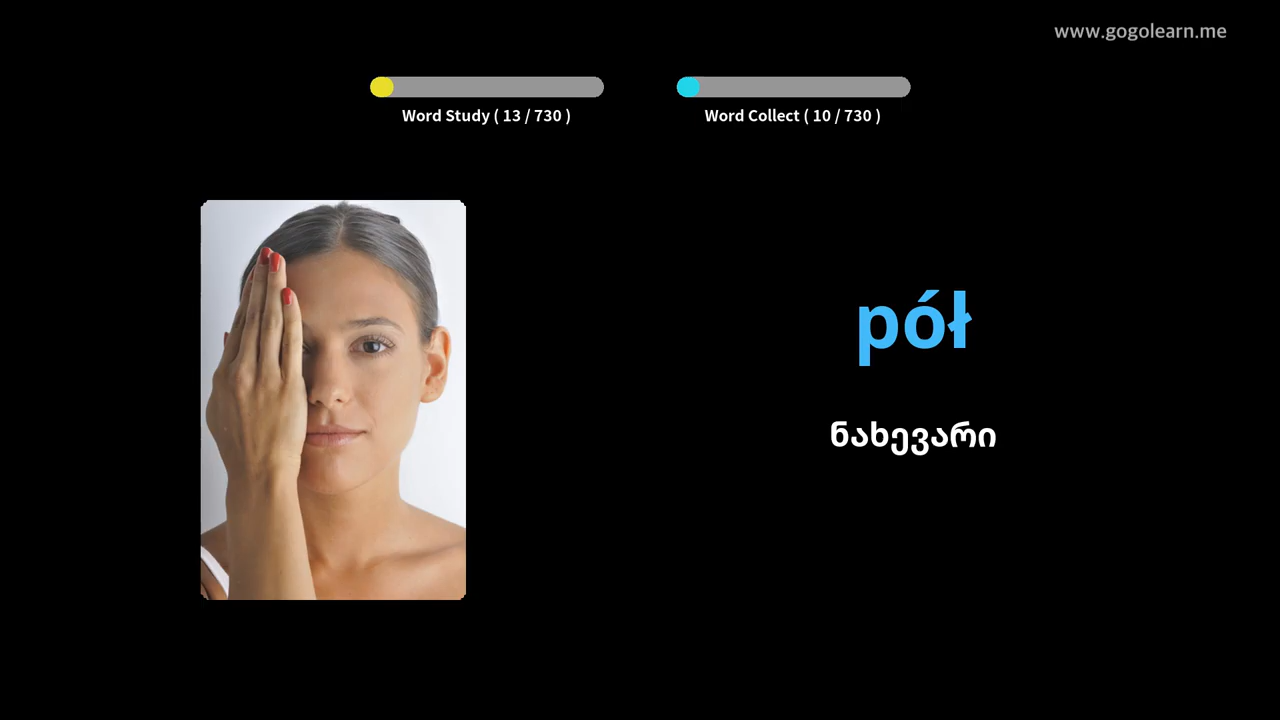 www.gogolearn.me
Word Study ( 13 / 730 )
Word Collect ( 10 / 730 )
pół
ნახევარი